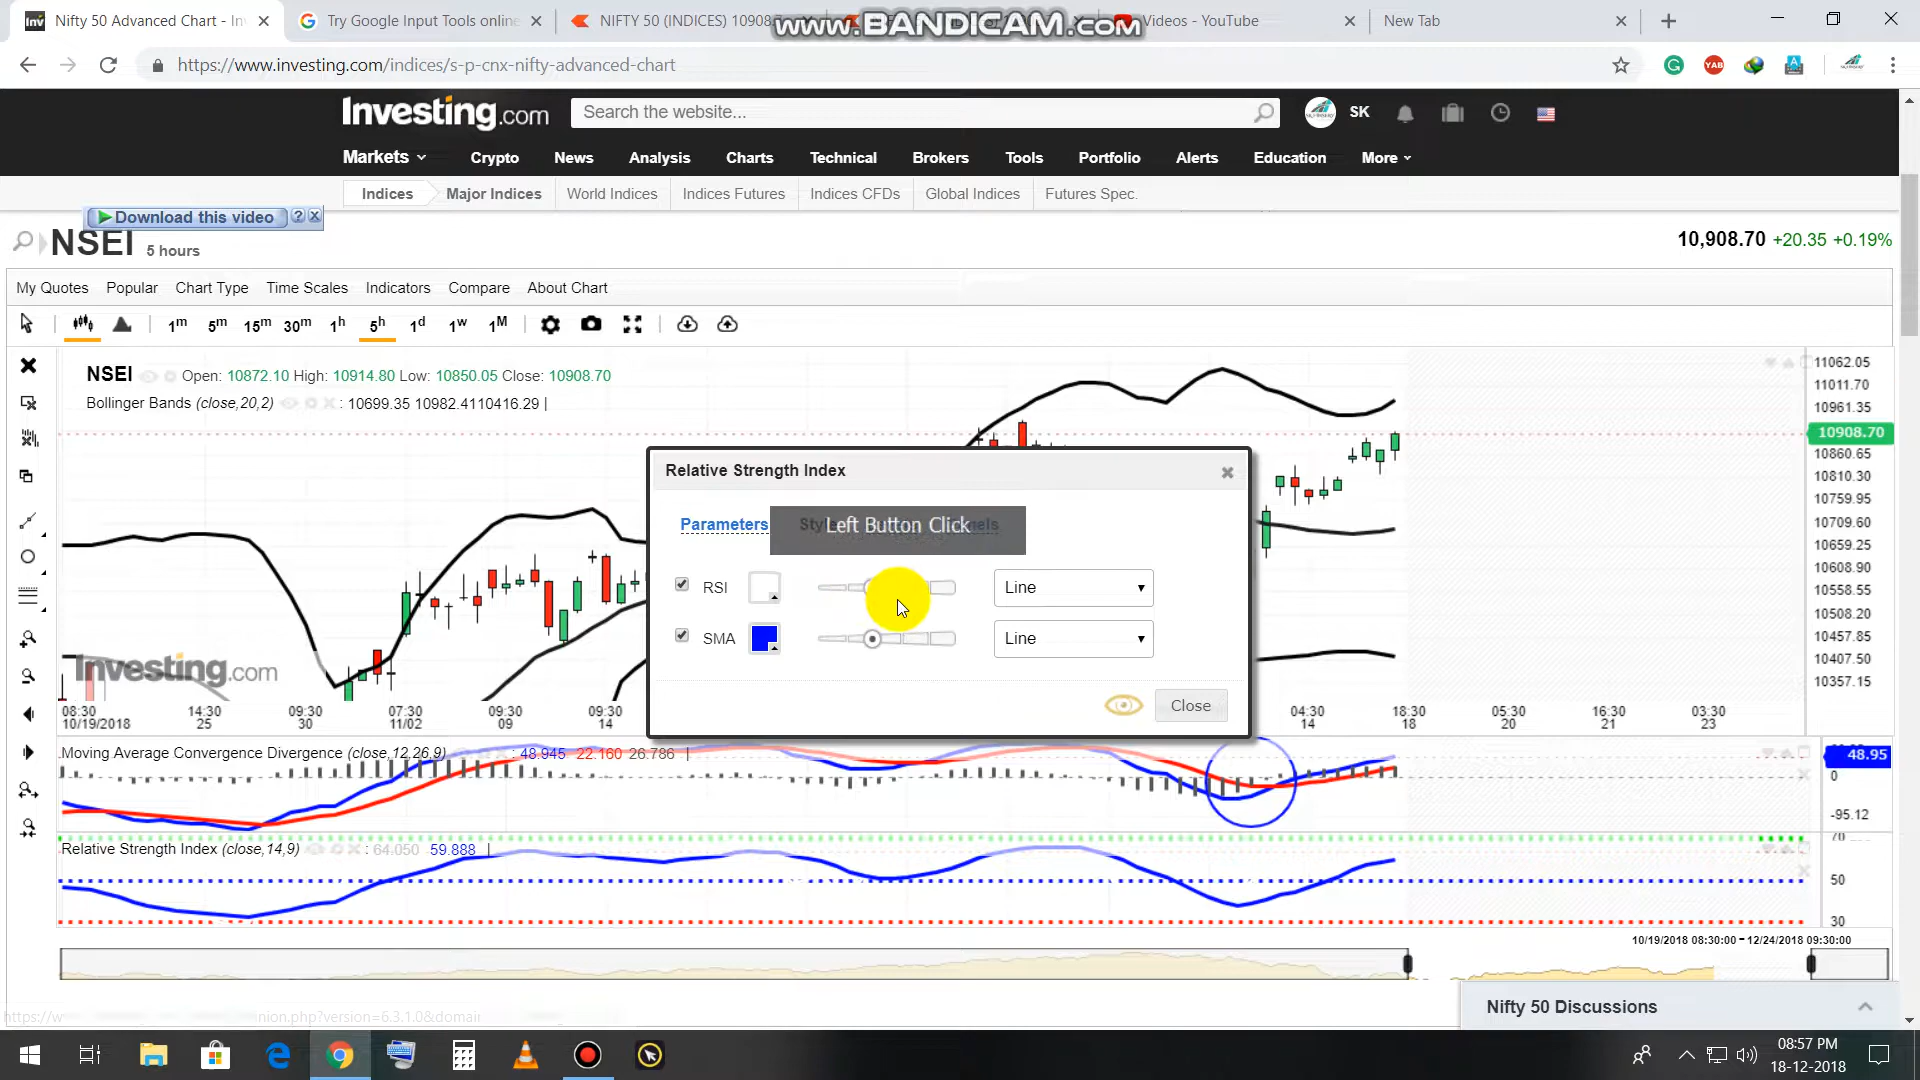 Nifty 50 Advanced Chart - In
Try Google Input Tools online
NIFTY 50 (INDICES) 10908.
Videos - YouTube
New Tab
www.BANDICAM.com
https://www.investing.com/indices/s-p-cnx-nifty-advanced-chart
Investing.com
Search the website...
SK
Markets
Crypto
News
Analysis
Charts
Technical
Brokers
Tools
Portfolio
Alerts
Education
More
Indices
Major Indices
World Indices
Indices Futures
Indices CFDs
Global Indices
Futures Spec.
Download this video
NSEI 5 hours
10,908.70 +20.35 +0.19%
My Quotes
Popular
Chart Type
Time Scales
Indicators
Compare
About Chart
1m 5m 15m 30m 1h 5h 1d 1w 1M
NSEI Open: 10872.10 High: 10914.80 Low: 10850.05 Close: 10908.70
Bollinger Bands (close,20,2) : 10699.35 10982.4110416.29 |
11062.05
11011.70
10961.35
10908.70
10860.65
10810.30
10759.95
10709.60
10659.25
10608.90
10558.55
10508.20
10457.85
10407.50
10357.15
Relative Strength Index
Parameters
Left Button Click
RSI
Line
SMA
Line
Close
Investing.com
08:30 14:30 09:30 07:30 09:30 09:30 04:30 18:30 05:30 16:30 03:30
10/19/2018 25 30 11/02 09 14 14 18 20 21 23
Moving Average Convergence Divergence (close,12,26,9) : 48.945 22.160 26.786 |
48.95
0
-95.12
70
Relative Strength Index (close,14,9) : 64.050 59.888 |
50
30
10/19/2018 08:30:00 - 12/24/2018 09:30:00
Nifty 50 Discussions
08:57 PM
18-12-2018